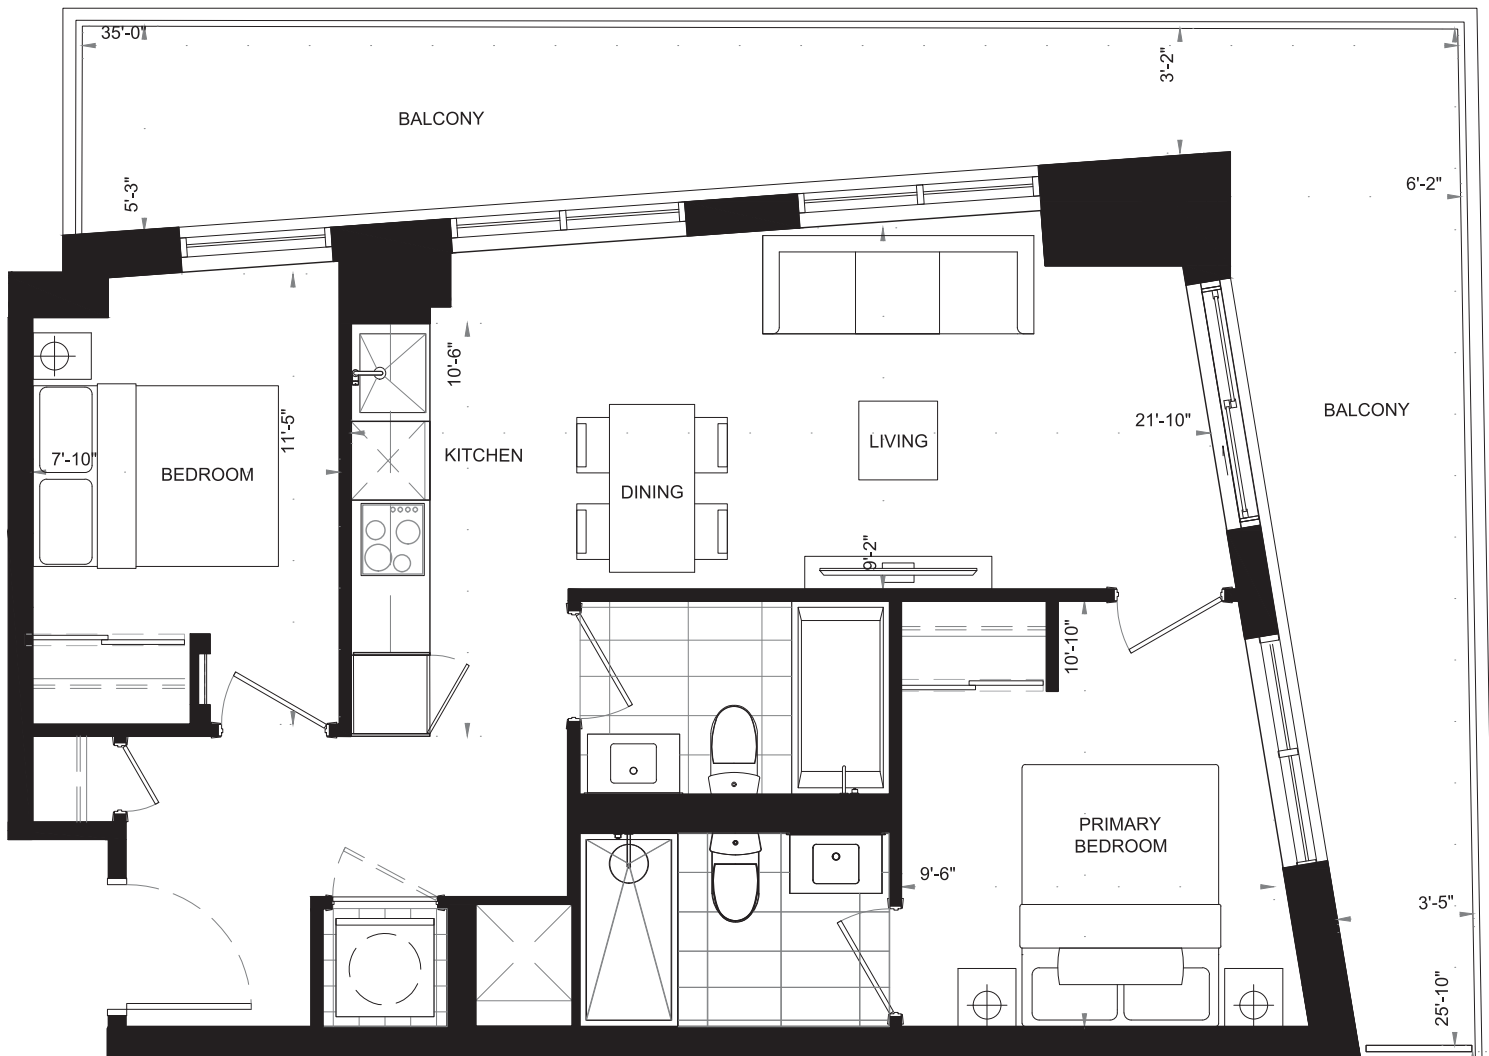 35'-0"
3'-2"
BALCONY
5'-3"
6'-2"
10'-6"
11'-5"
BALCONY
21'-10"
LIVING
KITCHEN
7'-10"
BEDROOM
DINING
9'-2"
10'-10"
PRIMARY
BEDROOM
9'-6"
3'-5"
25'-10"